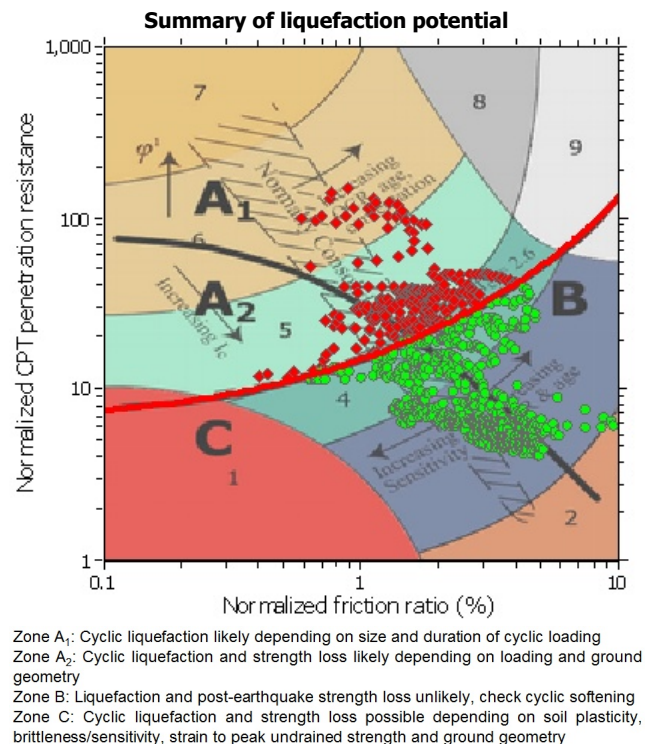 Summary of liquefaction potential
1,000
7
8
9
φ'
Increasing
OCR, age,
Normally Consolidated
A1
100
6
2.6
B
A2
Increasing Ic
5
Normalized CPT penetration resistance
10
4
& age
Increasing
Sensitivity
C
1
2
1
0.1
1
10
Normalized friction ratio (%)
Zone A1: Cyclic liquefaction likely depending on size and duration of cyclic loading
Zone A2: Cyclic liquefaction and strength loss likely depending on loading and ground
geometry
Zone B: Liquefaction and post-earthquake strength loss unlikely, check cyclic softening
Zone C: Cyclic liquefaction and strength loss possible depending on soil plasticity,
brittleness/sensitivity, strain to peak undrained strength and ground geometry